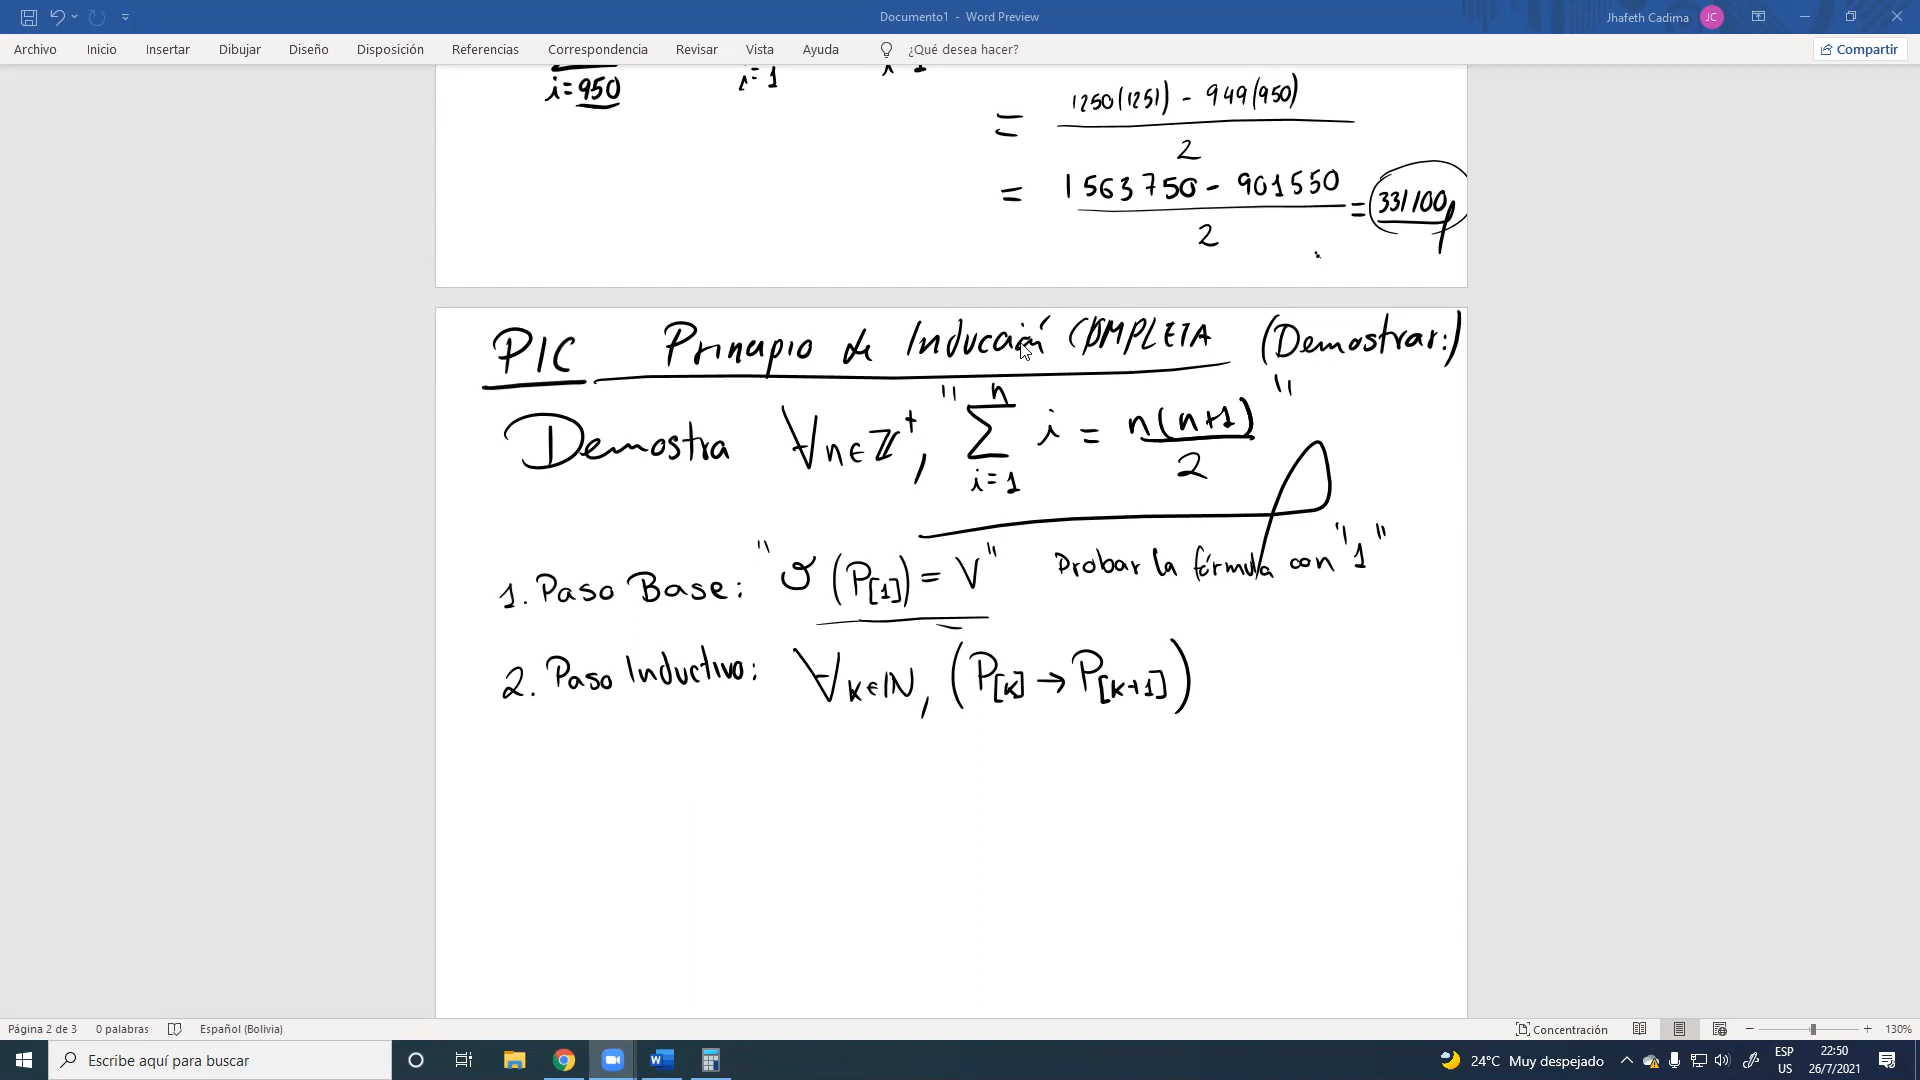 Documento1 - Word Preview
Jhafeth Cadima
JC
Archivo Inicio Insertar Dibujar Diseño Disposición Referencias Correspondencia Revisar Vista Ayuda ¿Qué desea hacer? Compartir
i=950 i=1
= 1250(1251) - 949(950)
2
= 1563750 - 901550 = 331100
2
PIC Principio de Inducción COMPLETA (Demostrar:)
Demostra ∀n∈ℤ⁺, "∑ i = n(n+1) "
n
i=1 2
1. Paso Base: "𝒱(P[1]) = V" Probar la fórmula con "1"
2. Paso Inductivo: ∀k∈ℕ, (P[k] → P[k+1])
Página 2 de 3 0 palabras Español (Bolivia) Concentración 130%
Escribe aquí para buscar 24°C Muy despejado ESP US 22:50 26/7/2021